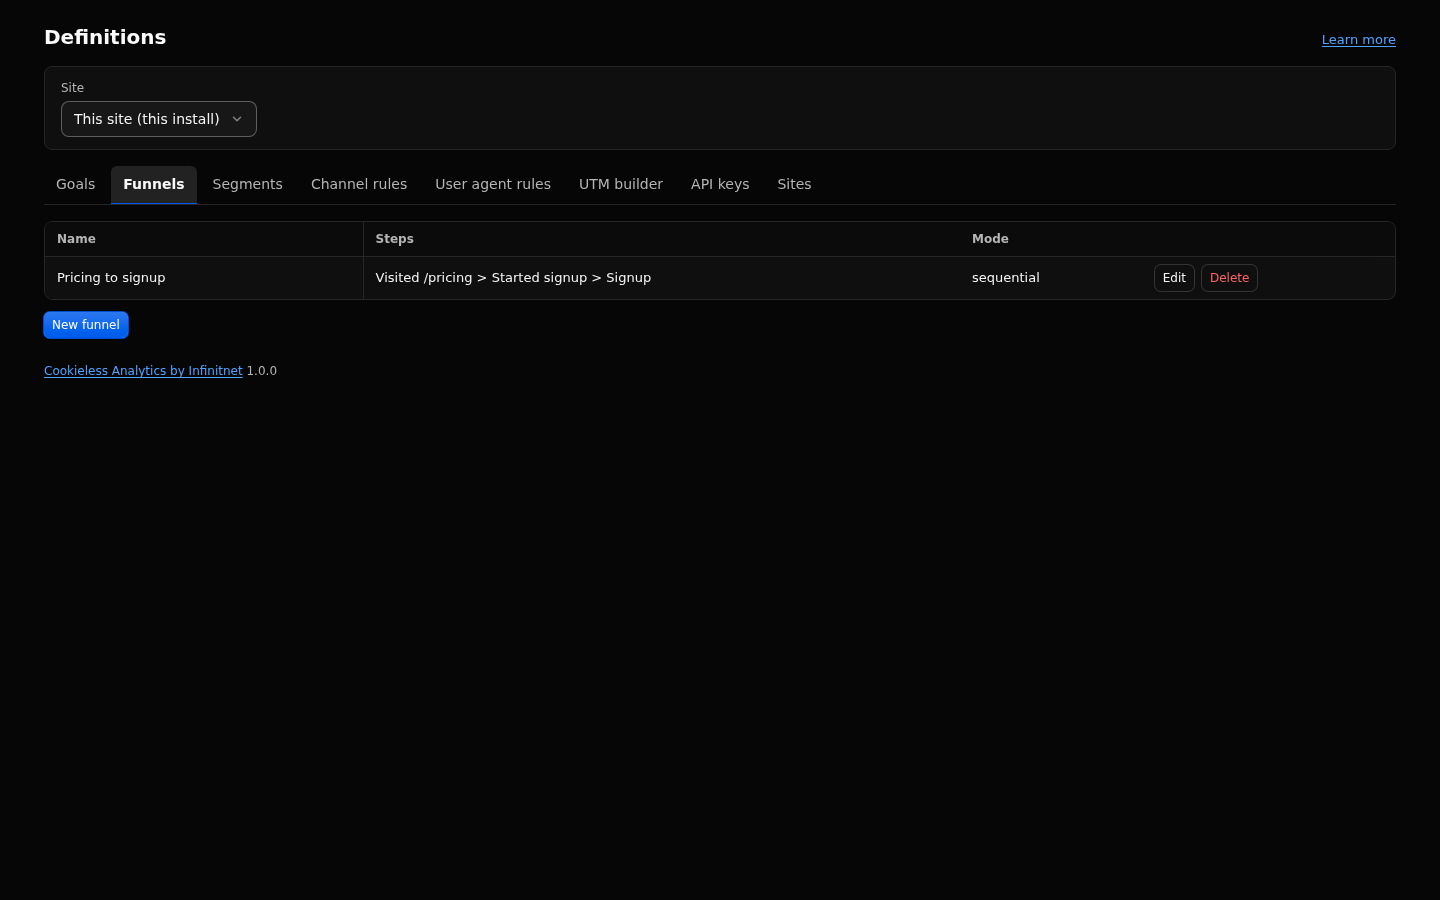 Definitions
Learn more
Site
This site (this install)
Goals Funnels Segments Channel rules User agent rules UTM builder API keys Sites
Name Steps Mode
Pricing to signup Visited /pricing > Started signup > Signup sequential Edit Delete
New funnel
Cookieless Analytics by Infinitnet 1.0.0